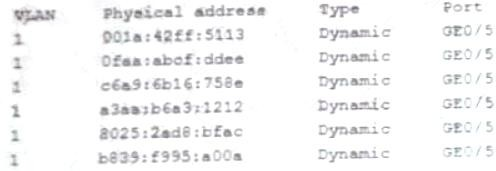 VLAN Physical address Type Port
1 001a:42ff:5113 Dynamic GE0/5
1 0faa:abcf:ddee Dynamic GE0/5
1 c6a9:6b16:758e Dynamic GE0/5
1 a3aa:b6a3:1212 Dynamic GE0/5
1 8025:2ad8:bfac Dynamic GE0/5
1 b839:f995:a00a Dynamic GE0/5